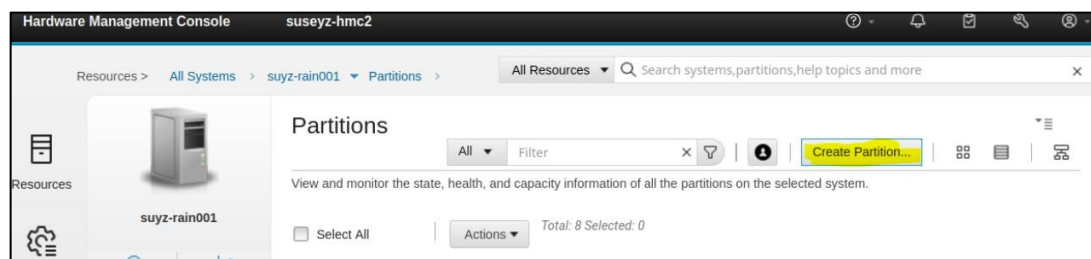 Hardware Management Console suseyz-hmc2
Resources > All Systems > suyz-rain001 Partitions >
All Resources Search systems,partitions,help topics and more
Partitions
All Filter Create Partition...
Resources
View and monitor the state, health, and capacity information of all the partitions on the selected system.
suyz-rain001
Select All Actions Total: 8 Selected: 0